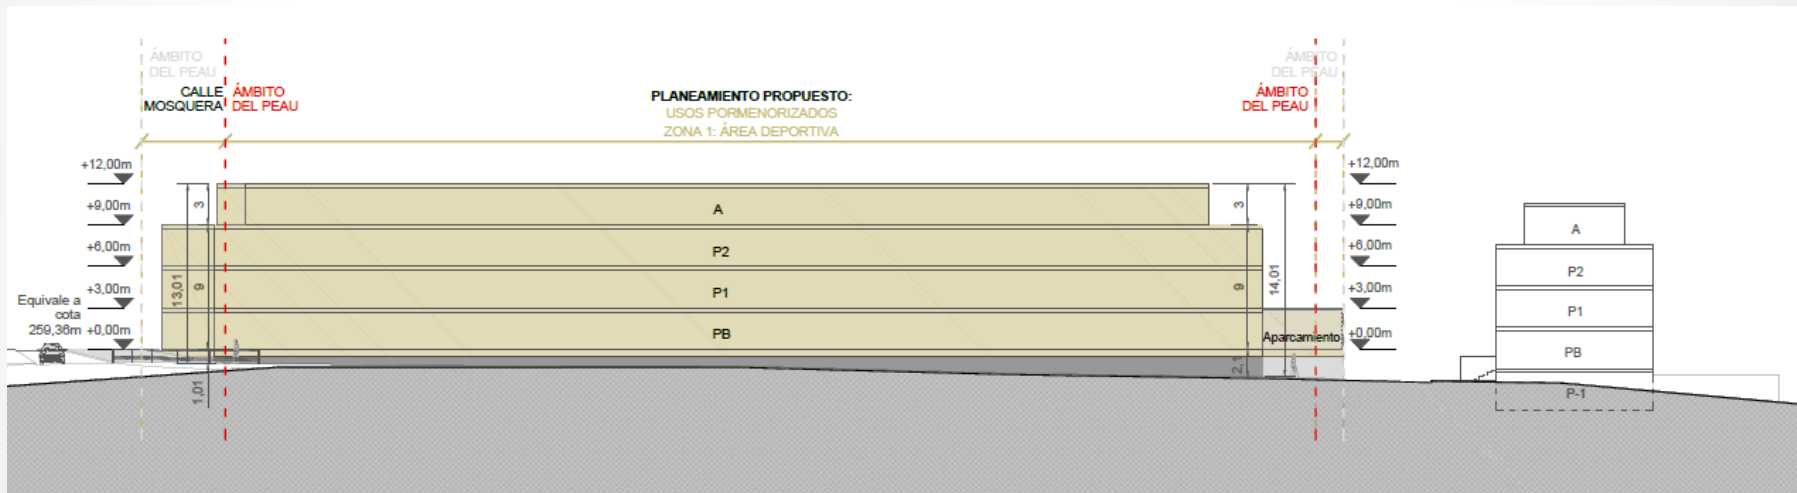 ÁMBITO
DEL PEAU
CALLE
MOSQUERA
ÁMBITO
DEL PEAU
PLANEAMIENTO PROPUESTO:
USOS PORMENORIZADOS
ZONA 1: ÁREA DEPORTIVA
ÁMBITO
DEL PEAU
ÁMBITO
DEL PEAU
+12,00m
+9,00m
+6,00m
+3,00m
Equivale a
cota
259,36m +0,00m
13,01
3
9
1,01
A
P2
P1
PB
3
9
14,01
2,1
Aparcamiento
+12,00m
+9,00m
+6,00m
+3,00m
+0,00m
A
P2
P1
PB
P-1